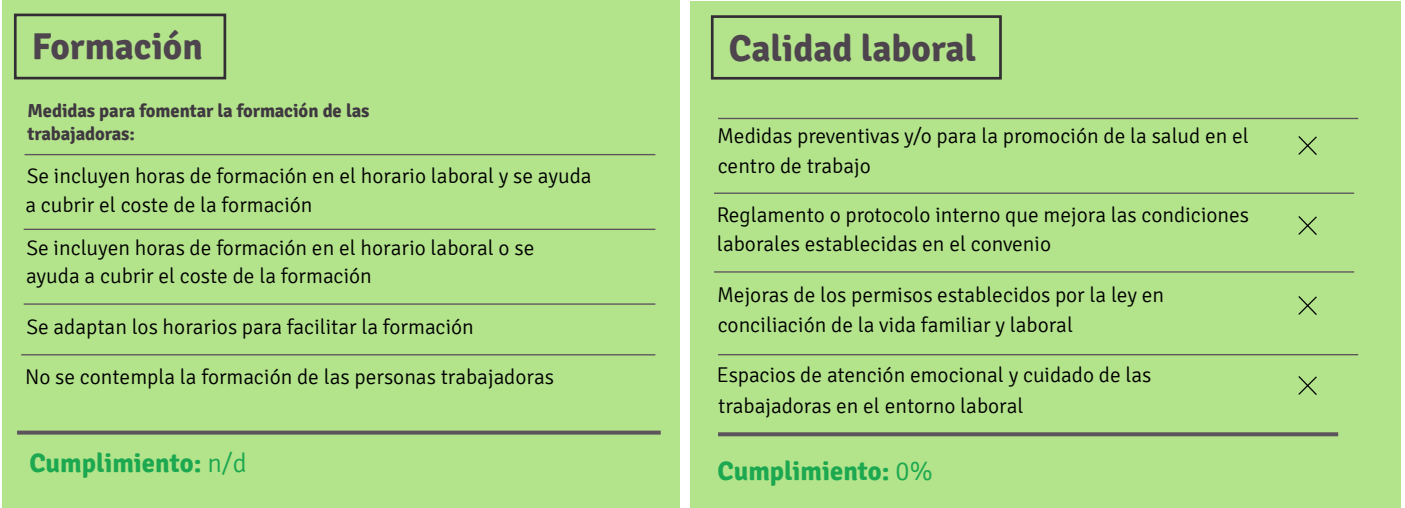 Formación
Medidas para fomentar la formación de las
trabajadoras:
Se incluyen horas de formación en el horario laboral y se ayuda
a cubrir el coste de la formación
Se incluyen horas de formación en el horario laboral o se
ayuda a cubrir el coste de la formación
Se adaptan los horarios para facilitar la formación
No se contempla la formación de las personas trabajadoras
Cumplimiento: n/d
Calidad laboral
Medidas preventivas y/o para la promoción de la salud en el
centro de trabajo
Reglamento o protocolo interno que mejora las condiciones
laborales establecidas en el convenio
Mejoras de los permisos establecidos por la ley en
conciliación de la vida familiar y laboral
Espacios de atención emocional y cuidado de las
trabajadoras en el entorno laboral
Cumplimiento: 0%